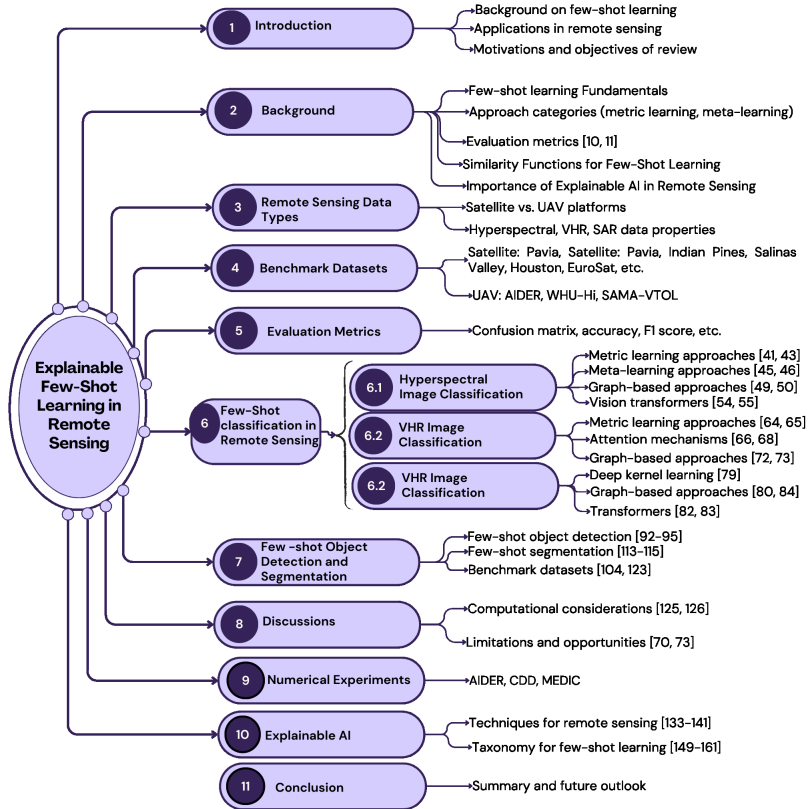 Explainable
Few-Shot
Learning in
Remote
Sensing
1
Introduction
Background on few-shot learning
Applications in remote sensing
Motivations and objectives of review
2
Background
Few-shot learning Fundamentals
Approach categories (metric learning, meta-learning)
Evaluation metrics [10, 11]
Similarity Functions for Few-Shot Learning
Importance of Explainable AI in Remote Sensing
3
Remote Sensing Data
Types
Satellite vs. UAV platforms
Hyperspectral, VHR, SAR data properties
4
Benchmark Datasets
Satellite: Pavia, Satellite: Pavia, Indian Pines, Salinas
Valley, Houston, EuroSat, etc.
UAV: AIDER, WHU-Hi, SAMA-VTOL
5
Evaluation Metrics
Confusion matrix, accuracy, F1 score, etc.
6
Few-Shot
classification in
Remote Sensing
6.1
Hyperspectral
Image Classification
Metric learning approaches [41, 43]
Meta-learning approaches [45, 46]
Graph-based approaches [49, 50]
Vision transformers [54, 55]
6.2
VHR Image
Classification
Metric learning approaches [64, 65]
Attention mechanisms [66, 68]
Graph-based approaches [72, 73]
6.2
VHR Image
Classification
Deep kernel learning [79]
Graph-based approaches [80, 84]
Transformers [82, 83]
7
Few -shot Object
Detection and
Segmentation
Few-shot object detection [92-95]
Few-shot segmentation [113-115]
Benchmark datasets [104, 123]
8
Discussions
Computational considerations [125, 126]
Limitations and opportunities [70, 73]
9
Numerical Experiments
AIDER, CDD, MEDIC
10
Explainable AI
Techniques for remote sensing [133-141]
Taxonomy for few-shot learning [149-161]
11
Conclusion
Summary and future outlook